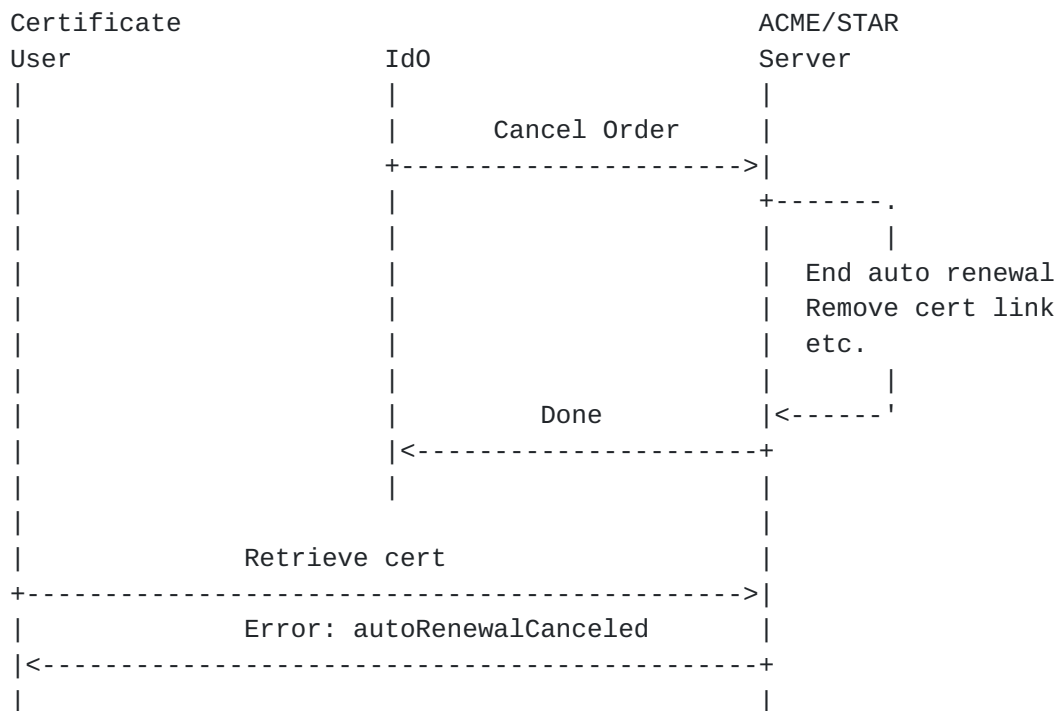 Certificate ACME/STAR
User IdO Server
Cancel Order
End auto renewal
Remove cert link
etc.
Done
Retrieve cert
Error: autoRenewalCanceled